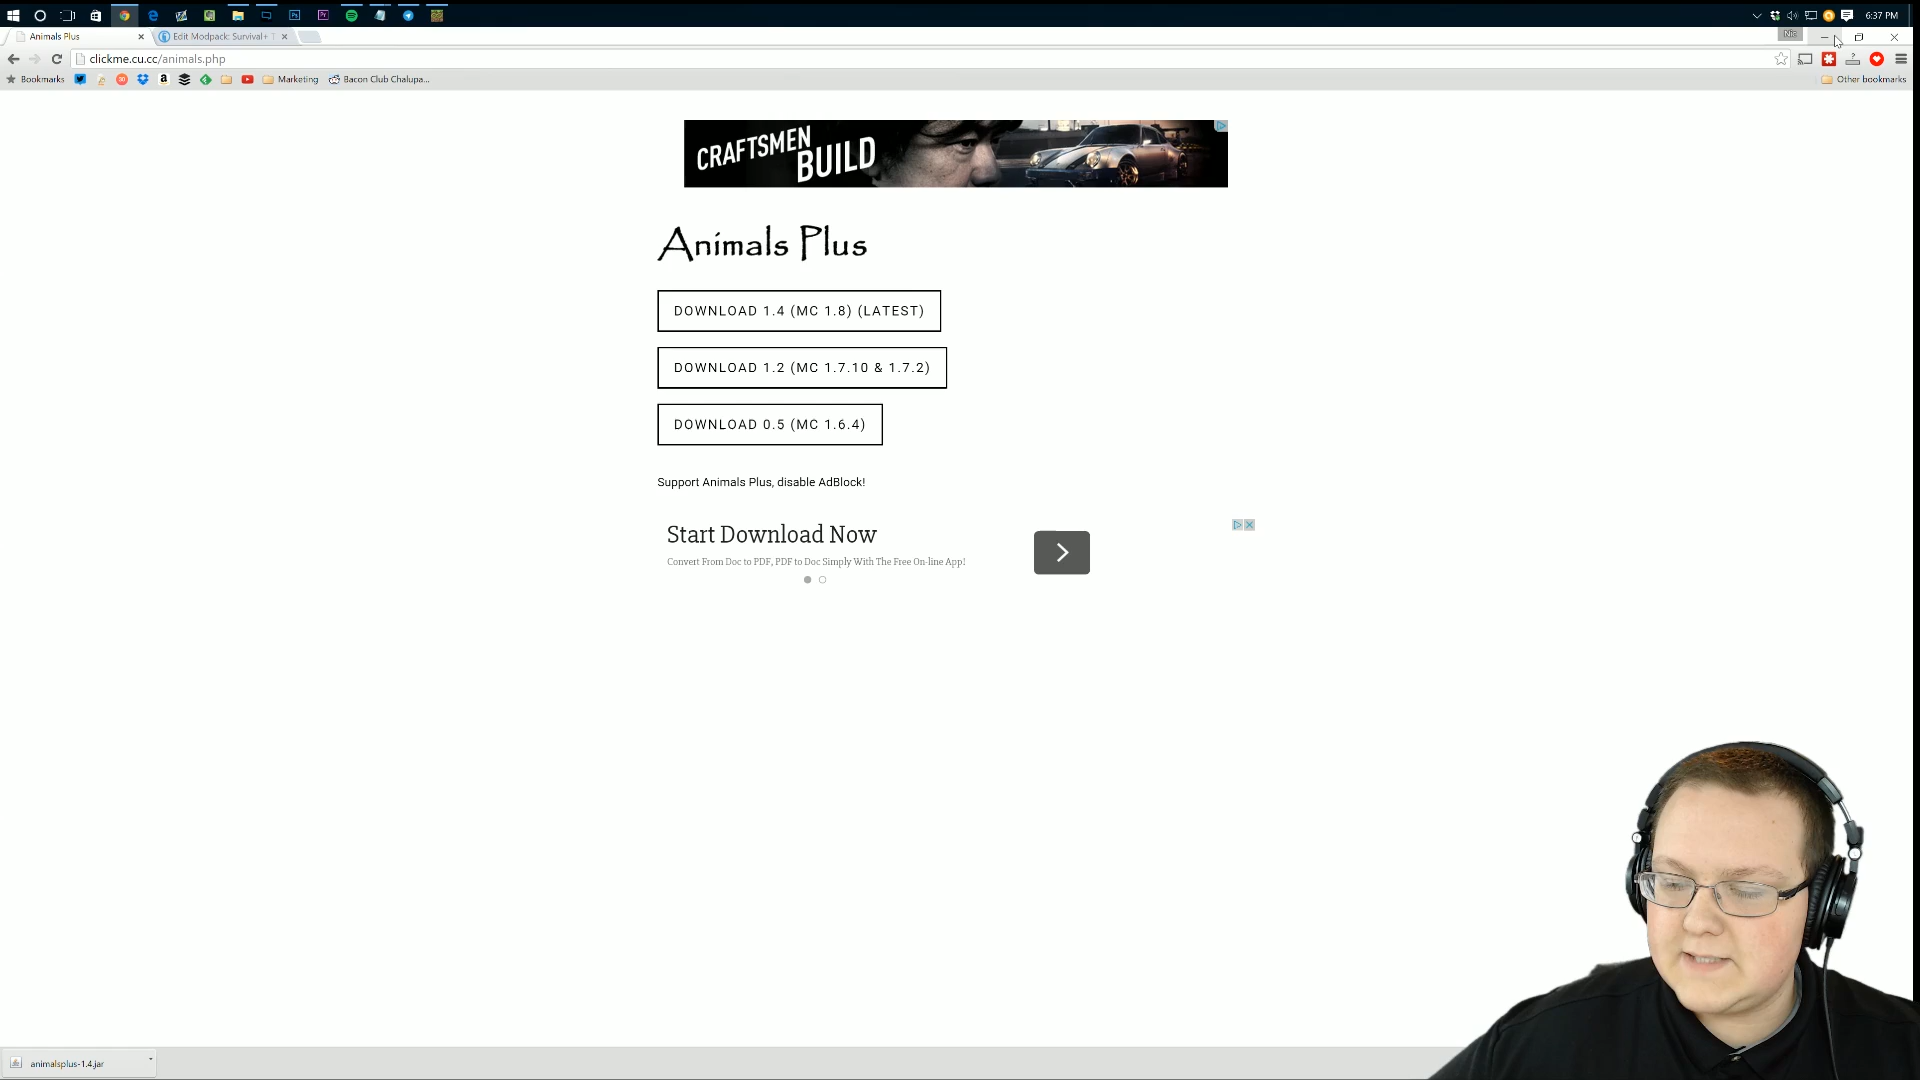 6:37 PM
Animals Plus
Edit Modpack: Survival+ T
Nic
clickme.cu.cc/animals.php
Bookmarks
Marketing
Bacon Club Chalupa...
Other bookmarks
CRAFTSMEN
BUILD
Animals Plus
DOWNLOAD 1.4 (MC 1.8) (LATEST)
DOWNLOAD 1.2 (MC 1.7.10 & 1.7.2)
DOWNLOAD 0.5 (MC 1.6.4)
Support Animals Plus, disable AdBlock!
Start Download Now
Convert From Doc to PDF, PDF to Doc Simply With The Free On-line App!
animalsplus-1.4.jar